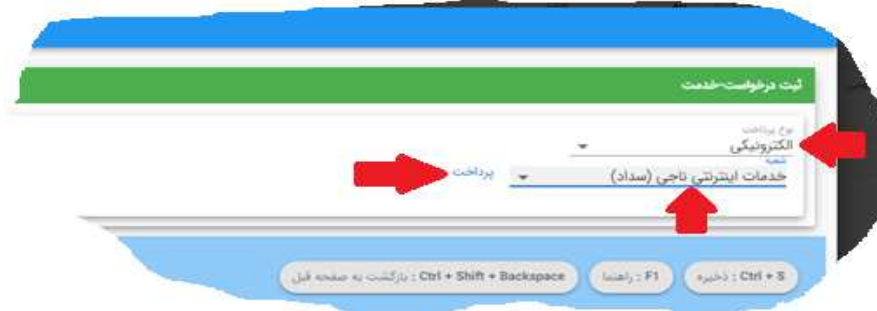 ثبت درخواست-خدمت
نوع پرداخت
الکترونیکی
شعبه
خدمات اینترنتی ناجی (سداد)
پرداخت
Ctrl + S : ذخیره
F1 : راهنما
Ctrl + Shift + Backspace : بازگشت به صفحه قبل